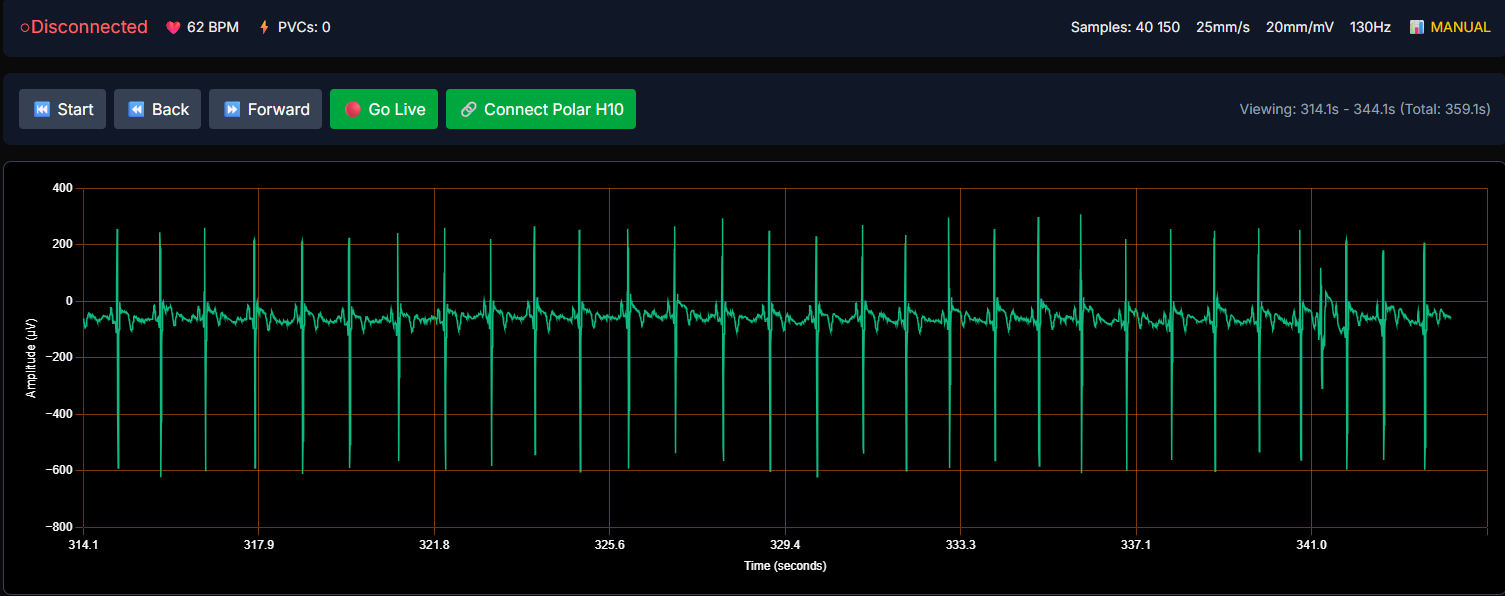 ○Disconnected 62 BPM PVCs: 0 Samples: 40 150 25mm/s 20mm/mV 130Hz MANUAL
Start Back Forward Go Live Connect Polar H10 Viewing: 314.1s - 344.1s (Total: 359.1s)
400
200
0
−200
−400
−600
−800
Amplitude (µV)
314.1 317.9 321.8 325.6 329.4 333.3 337.1 341.0
Time (seconds)